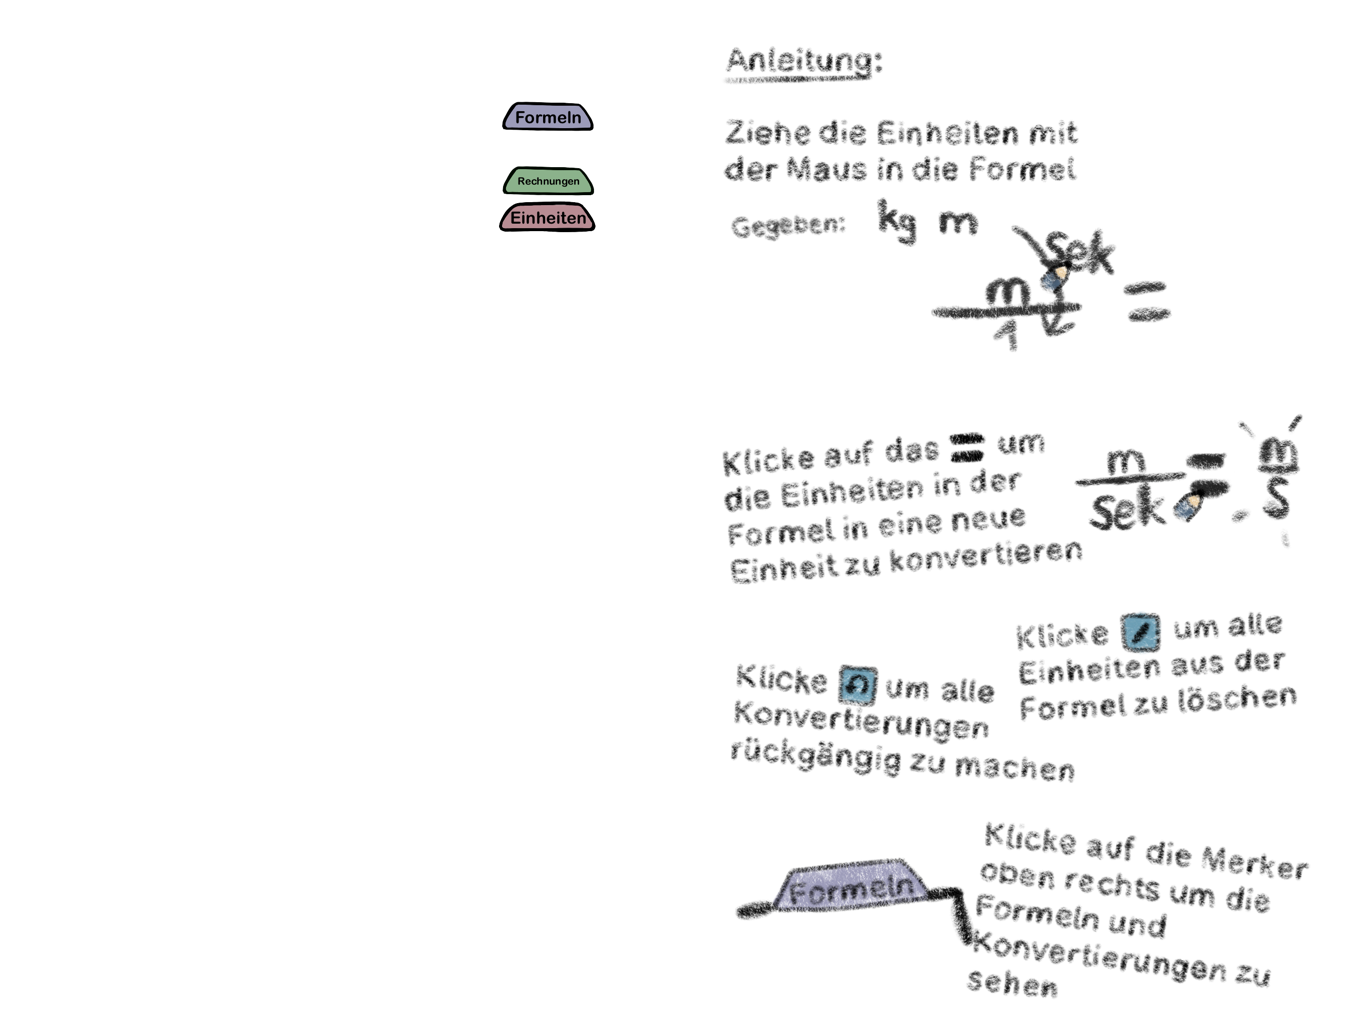 Formeln
Rechnungen
Einheiten
Anleitung:
Ziehe die Einheiten mit
der Maus in die Formel
Gegeben: kg m
sek
m
1
=
Klicke auf das = um
die Einheiten in der
Formel in eine neue
Einheit zu konvertieren
m
sek
=
m
s
Klicke um alle
Einheiten aus der
Formel zu löschen
Klicke um alle
Konvertierungen
rückgängig zu machen
Formeln
Klicke auf die Merker
oben rechts um die
Formeln und
Konvertierungen zu
sehen